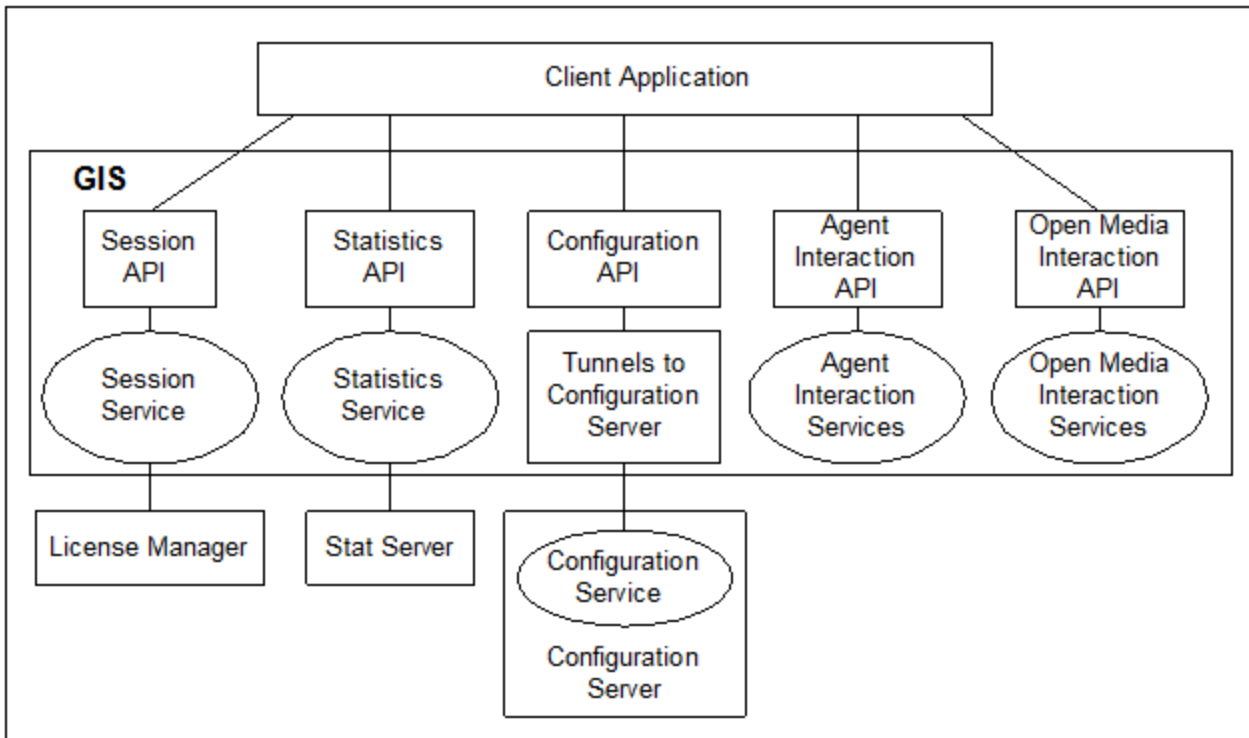 Client Application
GIS
Session
API
Statistics
API
Configuration
API
Agent
Interaction
API
Open Media
Interaction
API
Session
Service
Statistics
Service
Tunnels to
Configuration
Server
Agent
Interaction
Services
Open Media
Interaction
Services
License Manager
Stat Server
Configuration
Service
Configuration
Server